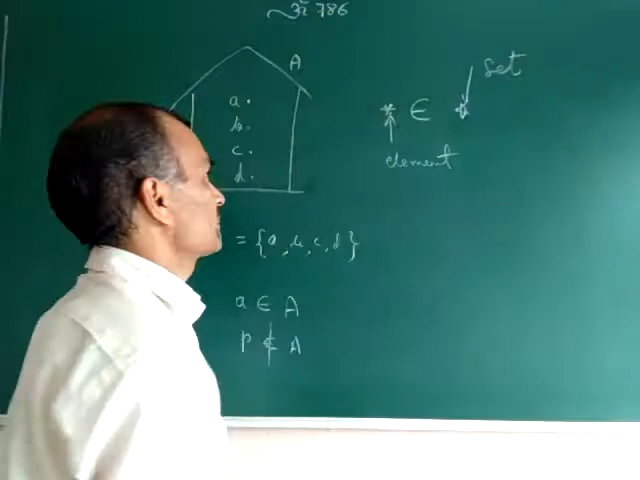 786
A
a.
b.
c.
d.
* ∈ *
set
element
= {a, b, c, d}
a ∈ A
p ∉ A